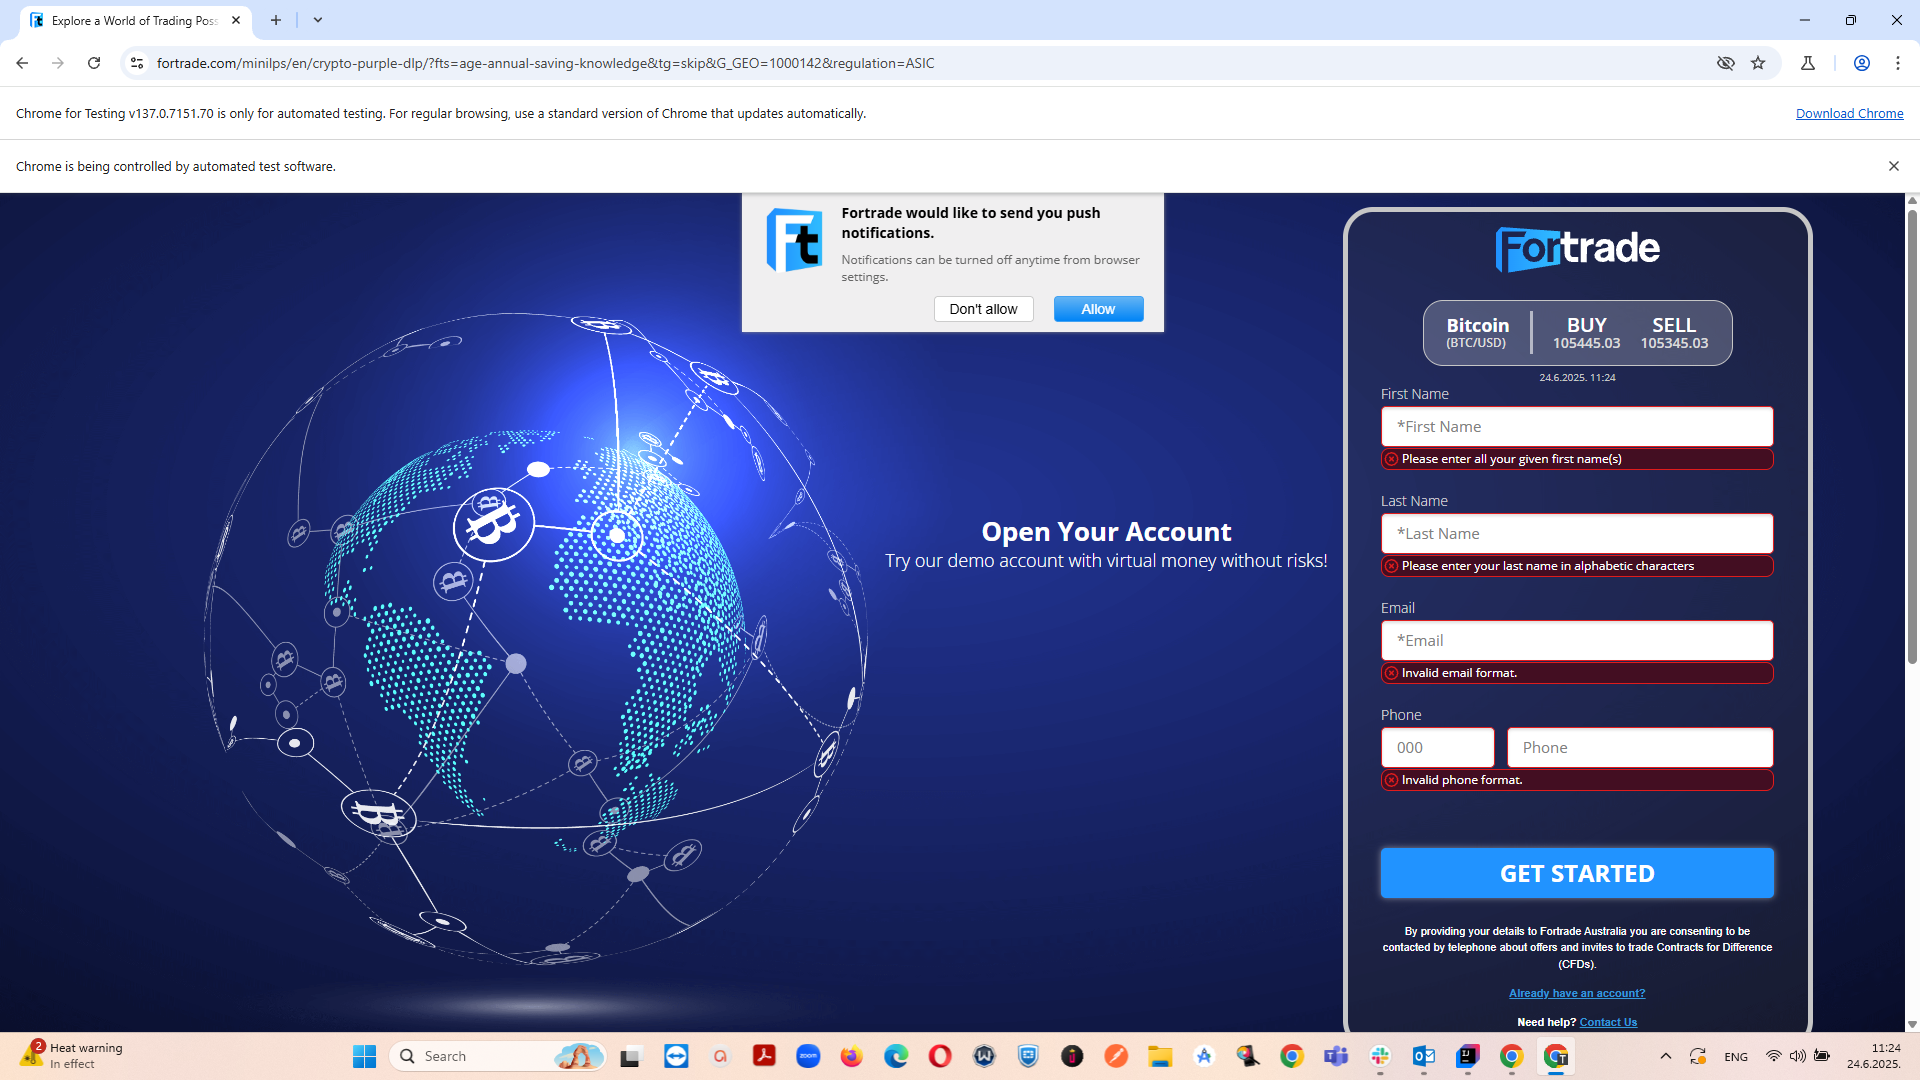 Explore a World of Trading Poss
fortrade.com/minilps/en/crypto-purple-dlp/?fts=age-annual-saving-knowledge&tg=skip&G_GEO=1000142&regulation=ASIC
Chrome for Testing v137.0.7151.70 is only for automated testing. For regular browsing, use a standard version of Chrome that updates automatically.
Download Chrome
Chrome is being controlled by automated test software.
Ft
Fortrade would like to send you push
notifications.
Notifications can be turned off anytime from browser
settings.
Don't allow
Allow
Open Your Account
Try our demo account with virtual money without risks!
Fortrade
Bitcoin
(BTC/USD)
BUY
105445.03
SELL
105345.03
24.6.2025. 11:24
First Name
*First Name
Please enter all your given first name(s)
Last Name
*Last Name
Please enter your last name in alphabetic characters
Email
*Email
Invalid email format.
Phone
000
Phone
Invalid phone format.
GET STARTED
By providing your details to Fortrade Australia you are consenting to be
contacted by telephone about offers and invites to trade Contracts for Difference
(CFDs).
Already have an account?
Need help? Contact Us
2
Heat warning
In effect
Search
zoom
ENG
11:24
24.6.2025.